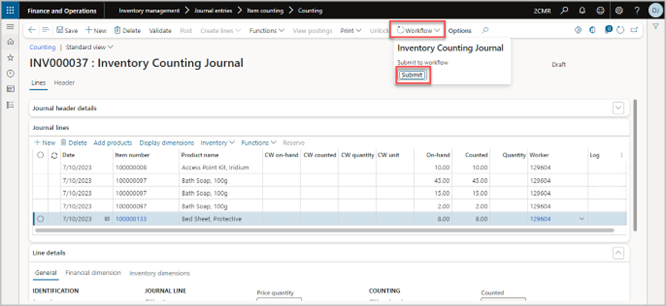 Finance and Operations Inventory management > Journal entries > Item counting > Counting 2CMR DJ
Save New Delete Validate Post Create lines Functions View postings Print Unlock Workflow Options
Counting | Standard view
INV000037 : Inventory Counting Journal Draft
Inventory Counting Journal
Submit to workflow
Submit
Lines Header
Journal header details
Journal lines
New Delete Add products Display dimensions Inventory Functions Reserve
Date Item number Product name CW on-hand CW counted CW quantity CW unit On-hand Counted Quantity Worker Log
7/10/2023 100000008 Access Point Kit, Iridium 10.00 10.00 129604
7/10/2023 100000097 Bath Soap, 100g 45.00 45.00 129604
7/10/2023 100000097 Bath Soap, 100g 15.00 15.00 129604
7/10/2023 100000097 Bath Soap, 100g 2.00 2.00 129604
7/10/2023 100000133 Bed Sheet, Protective 8.00 8.00 129604
Line details
General Financial dimension Inventory dimensions
IDENTIFICATION JOURNAL LINE Price quantity COUNTING Counted